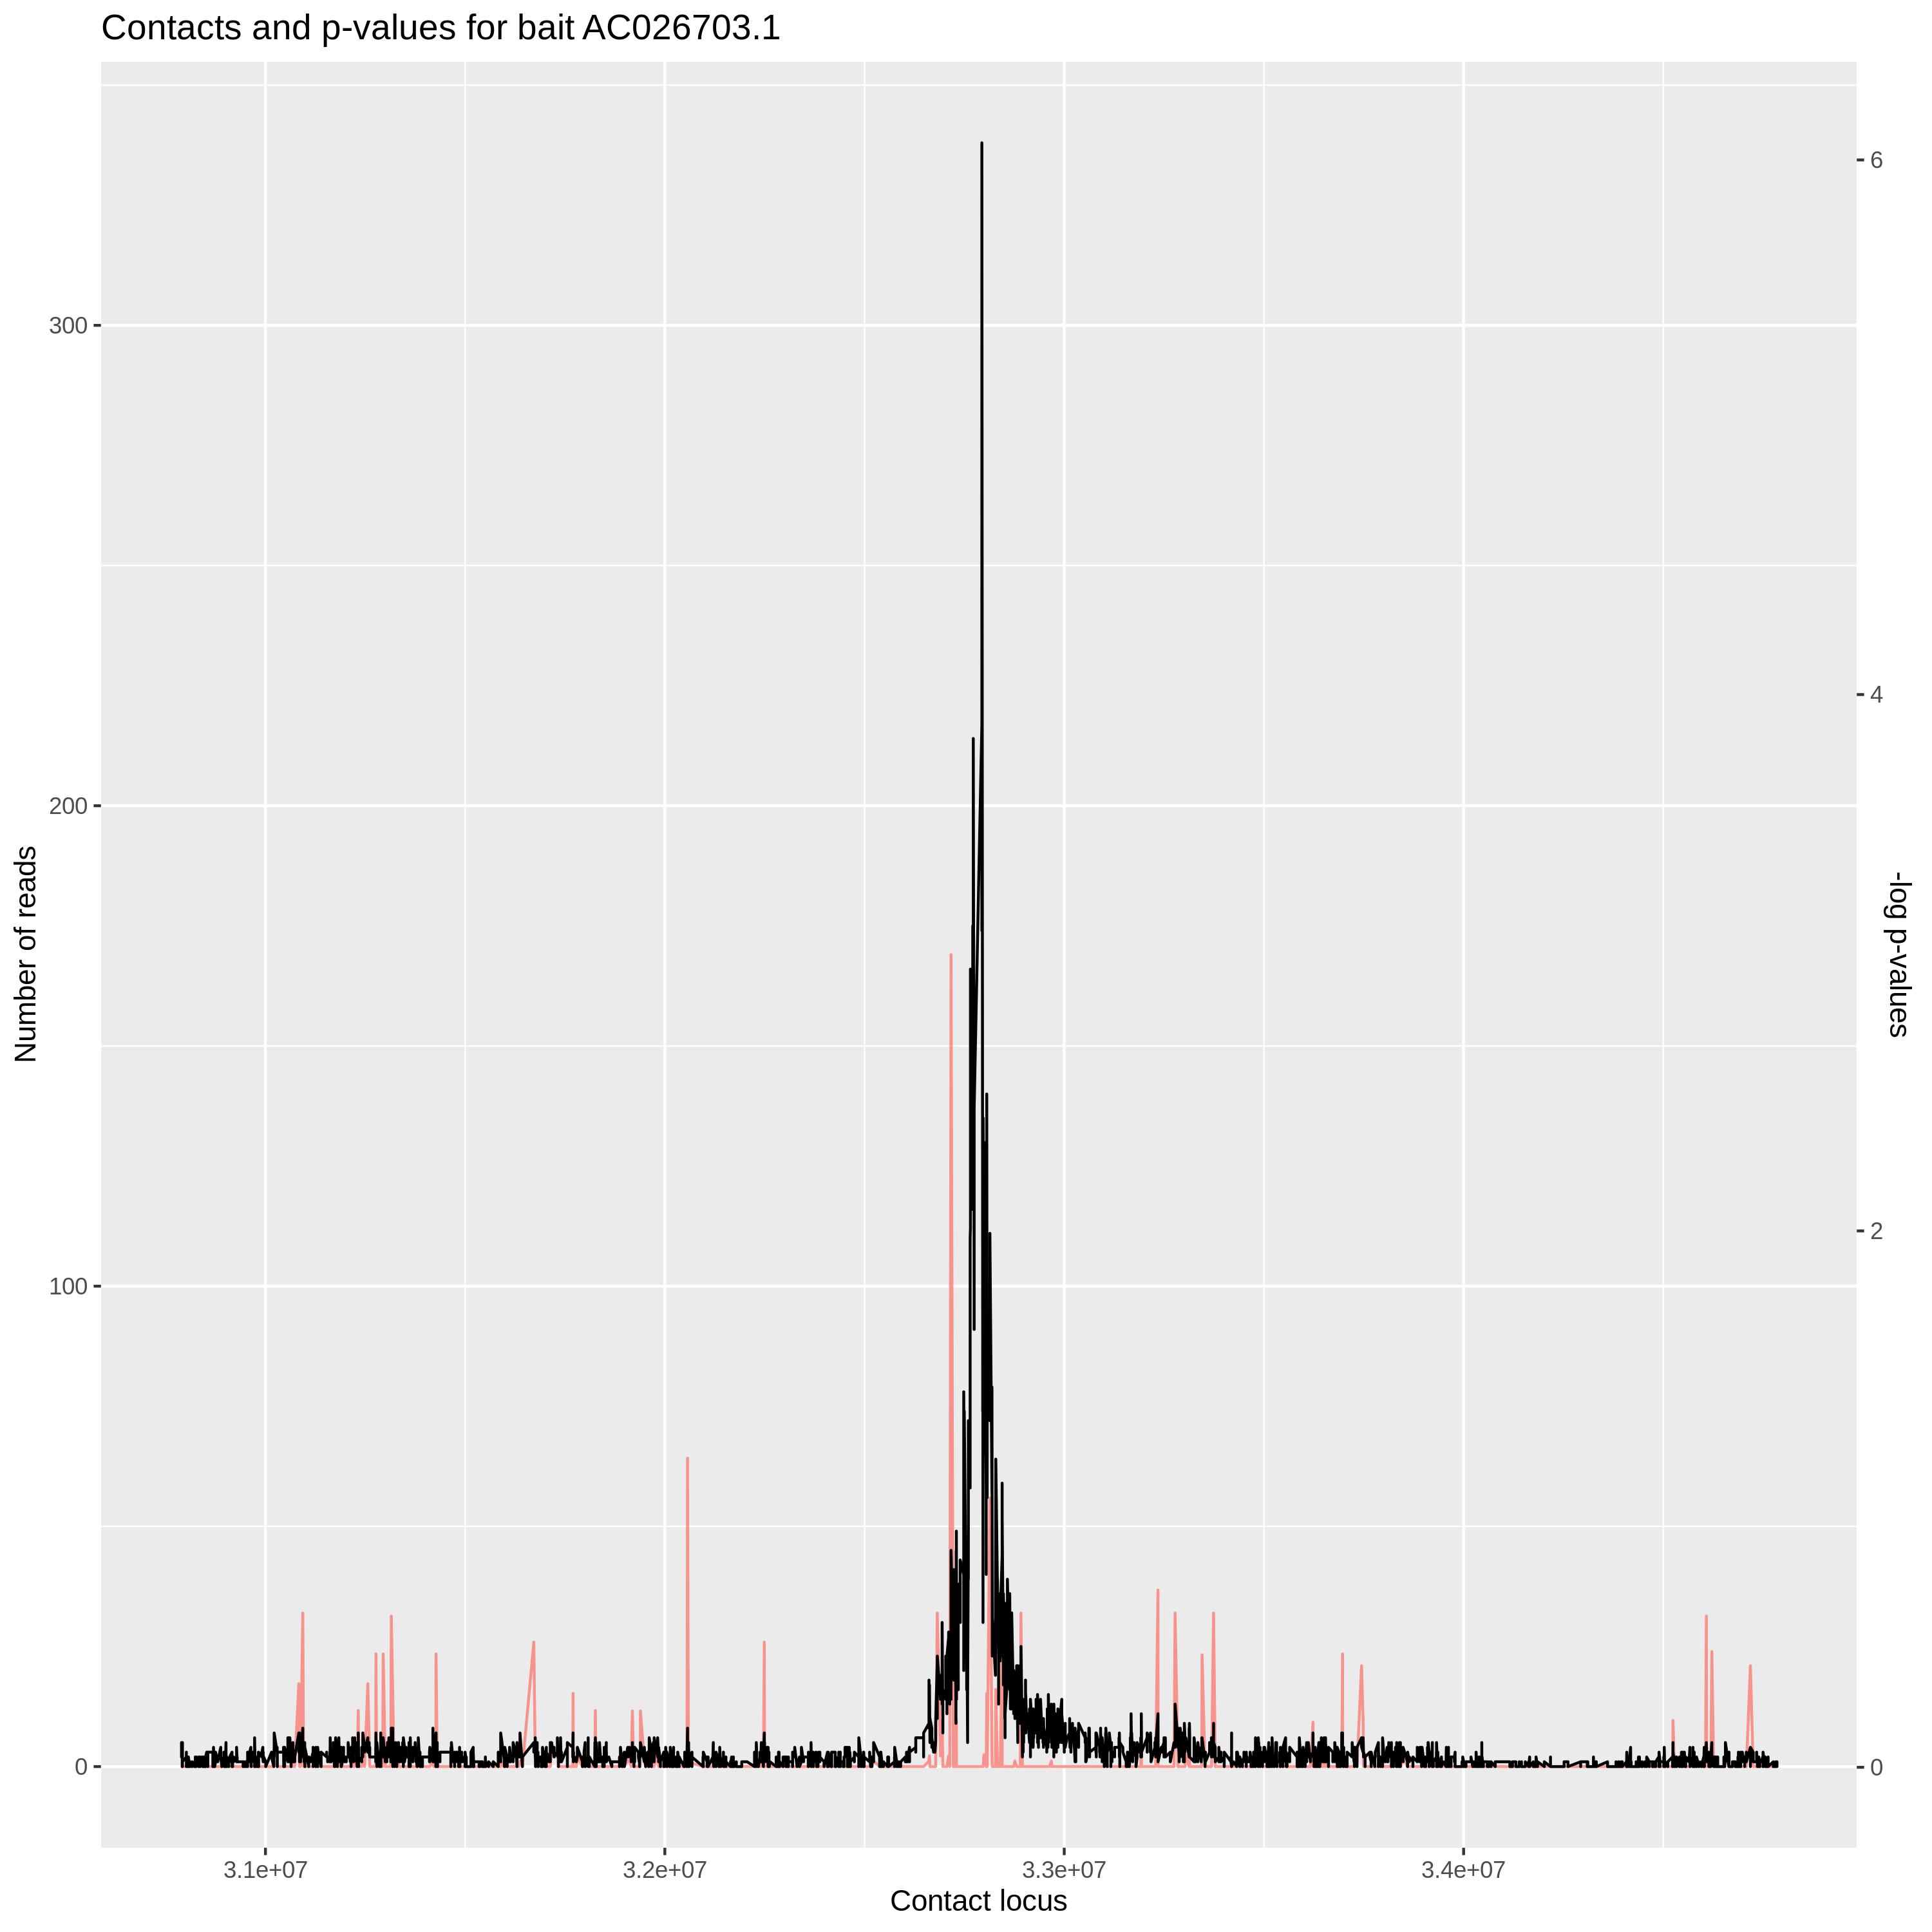 Contacts and p-values for bait AC026703.1
Number of reads
300
200
100
0
6
4
2
0
-log p-values
3.1e+07 3.2e+07 3.3e+07 3.4e+07
Contact locus